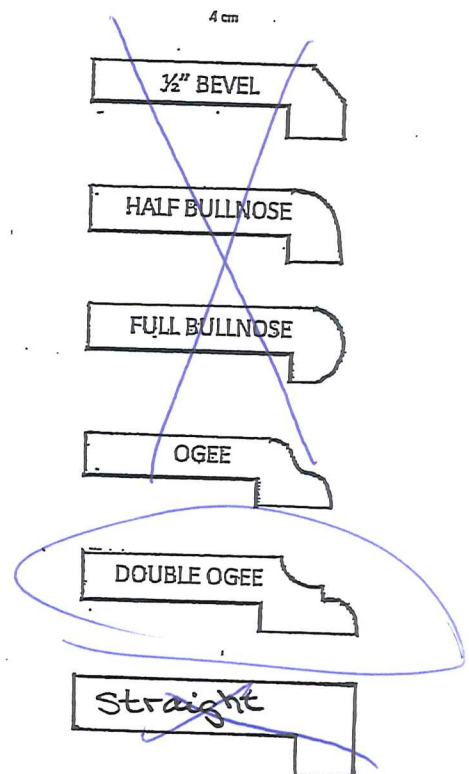 4 cm
½" BEVEL
HALF BULLNOSE
FULL BULLNOSE
OGEE
DOUBLE OGEE
Straight